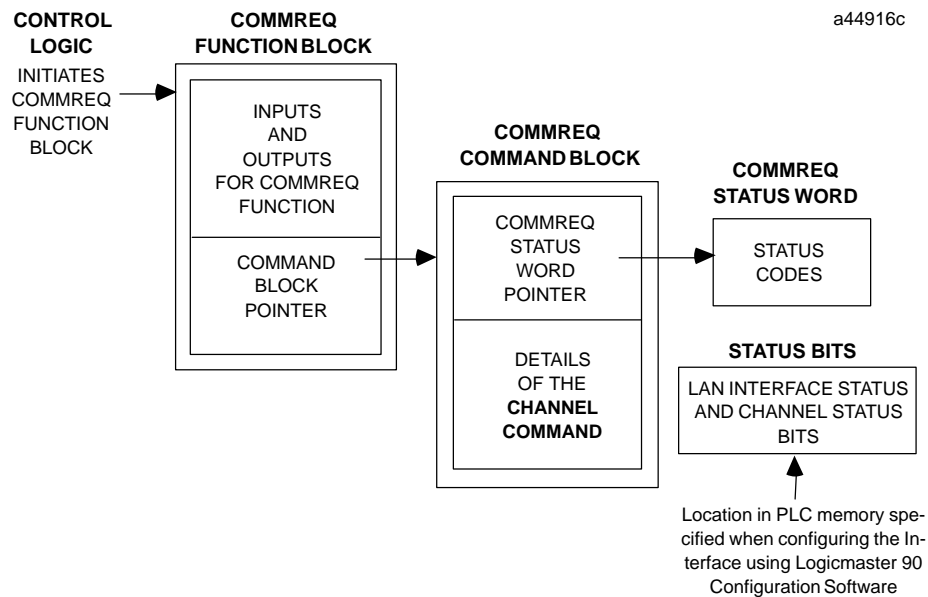 CONTROL
LOGIC
INITIATES
COMMREQ
FUNCTION
BLOCK
COMMREQ
FUNCTION BLOCK
INPUTS
AND
OUTPUTS
FOR COMMREQ
FUNCTION
COMMAND
BLOCK
POINTER
a44916c
COMMREQ
COMMAND BLOCK
COMMREQ
STATUS
WORD
POINTER
DETAILS
OF THE
CHANNEL
COMMAND
COMMREQ
STATUS WORD
STATUS
CODES
STATUS BITS
LAN INTERFACE STATUS
AND CHANNEL STATUS
BITS
Location in PLC memory spe-
cified when configuring the In-
terface using Logicmaster 90
Configuration Software